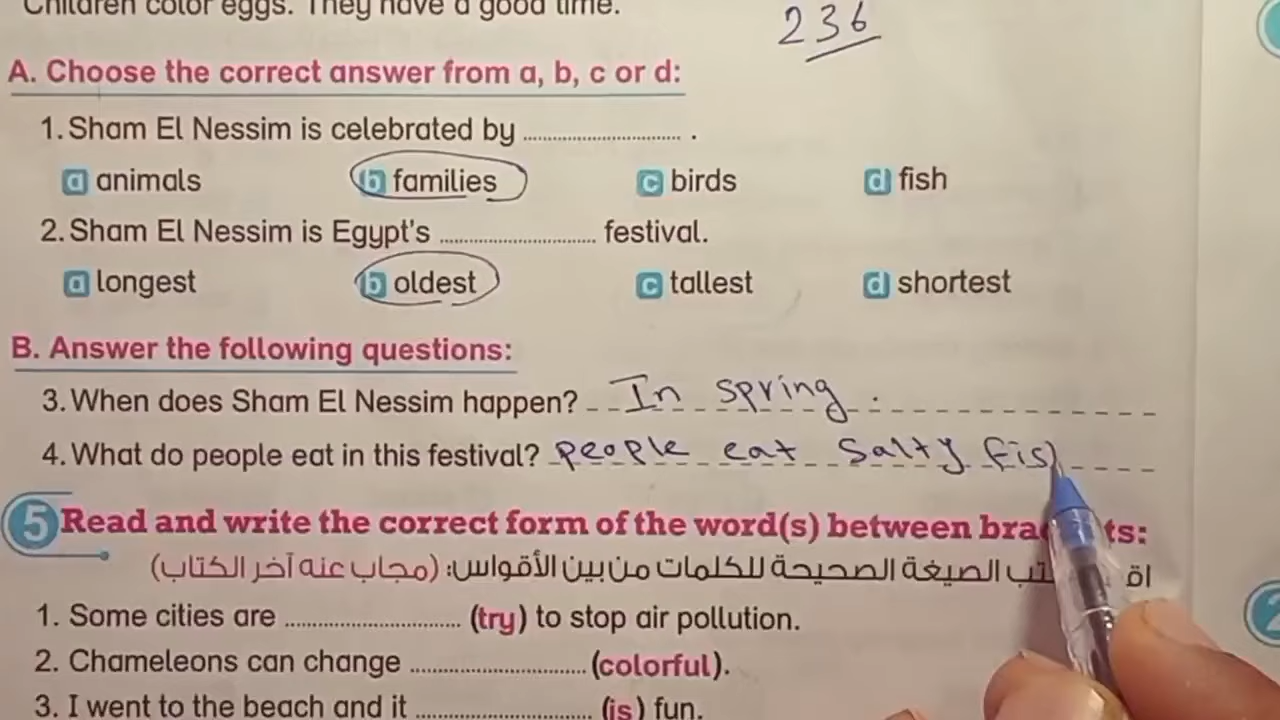 Children color eggs. They have a good time.
236
A. Choose the correct answer from a, b, c or d:
1. Sham El Nessim is celebrated by .................... .
a animals b families c birds d fish
2. Sham El Nessim is Egypt's .................... festival.
a longest b oldest c tallest d shortest
B. Answer the following questions:
3. When does Sham El Nessim happen? In spring .
4. What do people eat in this festival? people eat salty fis
5 Read and write the correct form of the word(s) between
الصيغة الصحيحة للكلمات من بين الأقواس: (مجاب عنه آخر الكتاب)
1. Some cities are .................... (try) to stop air pollution.
2. Chameleons can change .................... (colorful).
3. I went to the beach and it .................... (is) fun.